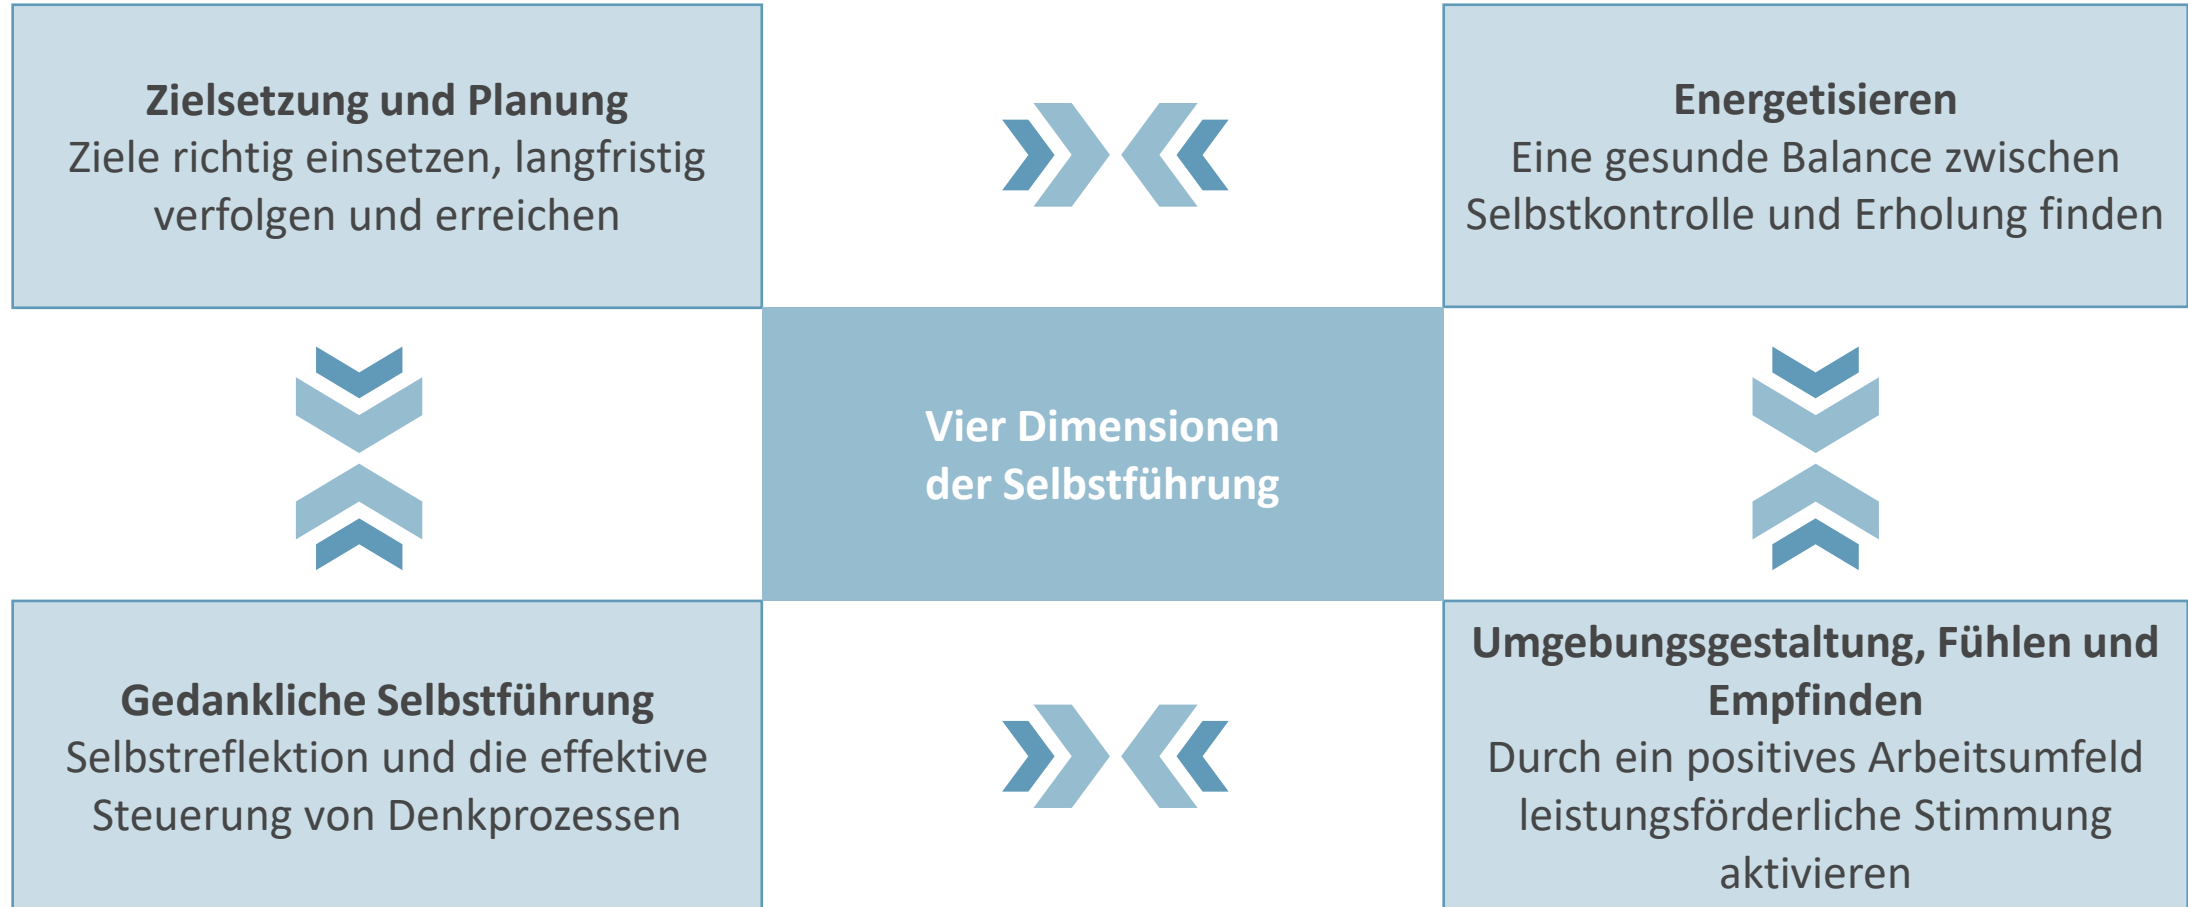 Zielsetzung und Planung
Ziele richtig einsetzen, langfristig
verfolgen und erreichen
Energetisieren
Eine gesunde Balance zwischen
Selbstkontrolle und Erholung finden
Vier Dimensionen
der Selbstführung
Gedankliche Selbstführung
Selbstreflektion und die effektive
Steuerung von Denkprozessen
Umgebungsgestaltung, Fühlen und
Empfinden
Durch ein positives Arbeitsumfeld
leistungsförderliche Stimmung
aktivieren